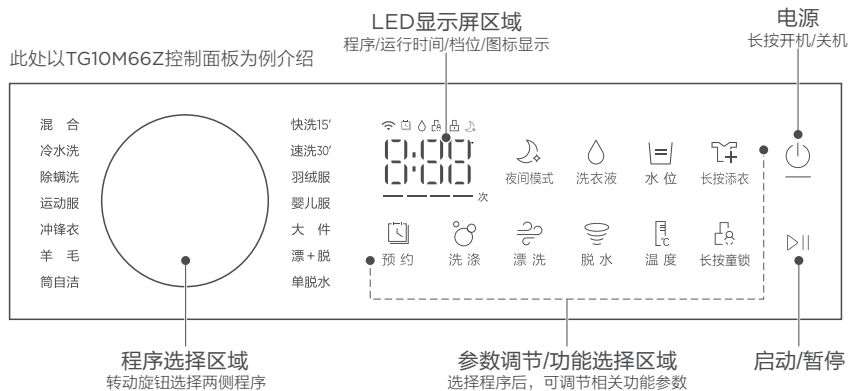 LED显示屏区域
程序/运行时间/档位/图标显示
电源
长按开机/关机
此处以TG10M66Z控制面板为例介绍
混 合
冷水洗
除螨洗
运动服
冲锋衣
羊 毛
筒自洁
快洗15'
速洗30'
羽绒服
婴儿服
大 件
漂+脱
单脱水
8:88
次
夜间模式
洗衣液
水 位
长按添衣
预 约
洗 涤
漂 洗
脱 水
℃
温 度
长按童锁
程序选择区域
转动旋钮选择两侧程序
参数调节/功能选择区域
选择程序后，可调节相关功能参数
启动/暂停